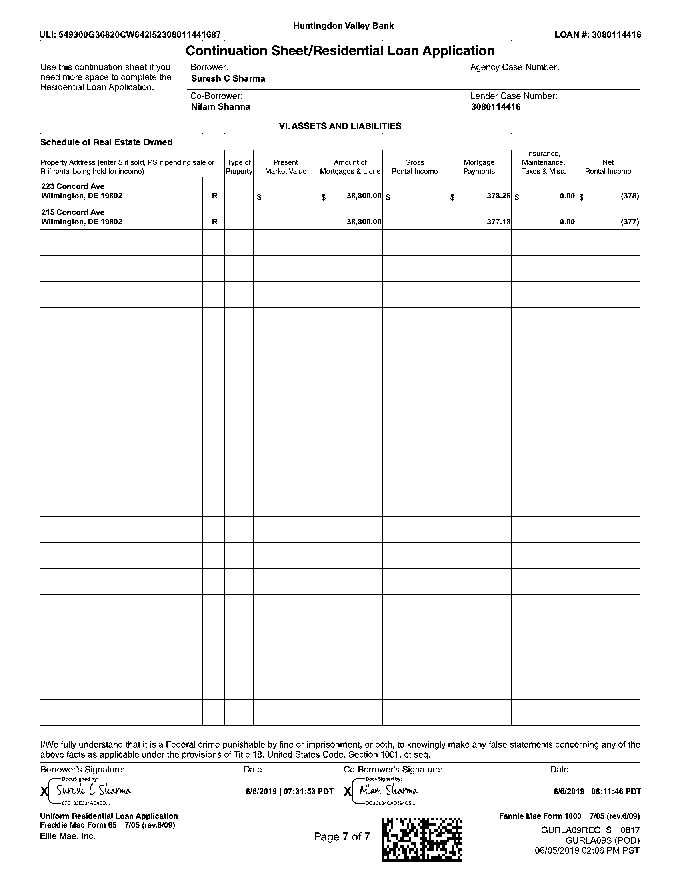 Huntingdon Valley Bank
ULI: 549300G36820CW642I52308011441687
LOAN #: 3080114416
Continuation Sheet/Residential Loan Application
Use this continuation sheet if you need more space to complete the Residential Loan Application.
Borrower:
Suresh C Sharma
Agency Case Number:
Co-Borrower:
Nilam Sharma
Lender Case Number:
3080114416
VI. ASSETS AND LIABILITIES
Schedule of Real Estate Owned
Property Address (enter S if sold, PS if pending sale or R if rental being held for income)
Type of Property
Present Market Value
Amount of Mortgages & Liens
Gross Rental Income
Mortgage Payments
Insurance, Maintenance, Taxes & Misc.
Net Rental Income
223 Concord Ave
Wilmington, DE 19802 R $ $ 38,800.00 $ $ 378.26 $ 0.00 $ (378)
215 Concord Ave
Wilmington, DE 19802 R 38,800.00 377.18 0.00 (377)
I/We fully understand that it is a Federal crime punishable by fine or imprisonment, or both, to knowingly make any false statements concerning any of the
above facts as applicable under the provisions of Title 18, United States Code, Section 1001, et seq.
Borrower's Signature: Date Co-Borrower's Signature: Date
DocuSigned by: DocuSigned by:
X Suresh C Sharma 6/6/2019 | 07:31:53 PDT X Nilam Sharma 6/6/2019 08:11:46 PDT
Uniform Residential Loan Application
Freddie Mac Form 65 7/05 (rev.6/09)
Fannie Mae Form 1003 7/05 (rev.6/09)
Ellie Mae, Inc.
Page 7 of 7
GURLA09REC_S 0817
GURLA09S (POD)
06/05/2019 02:06 PM PST